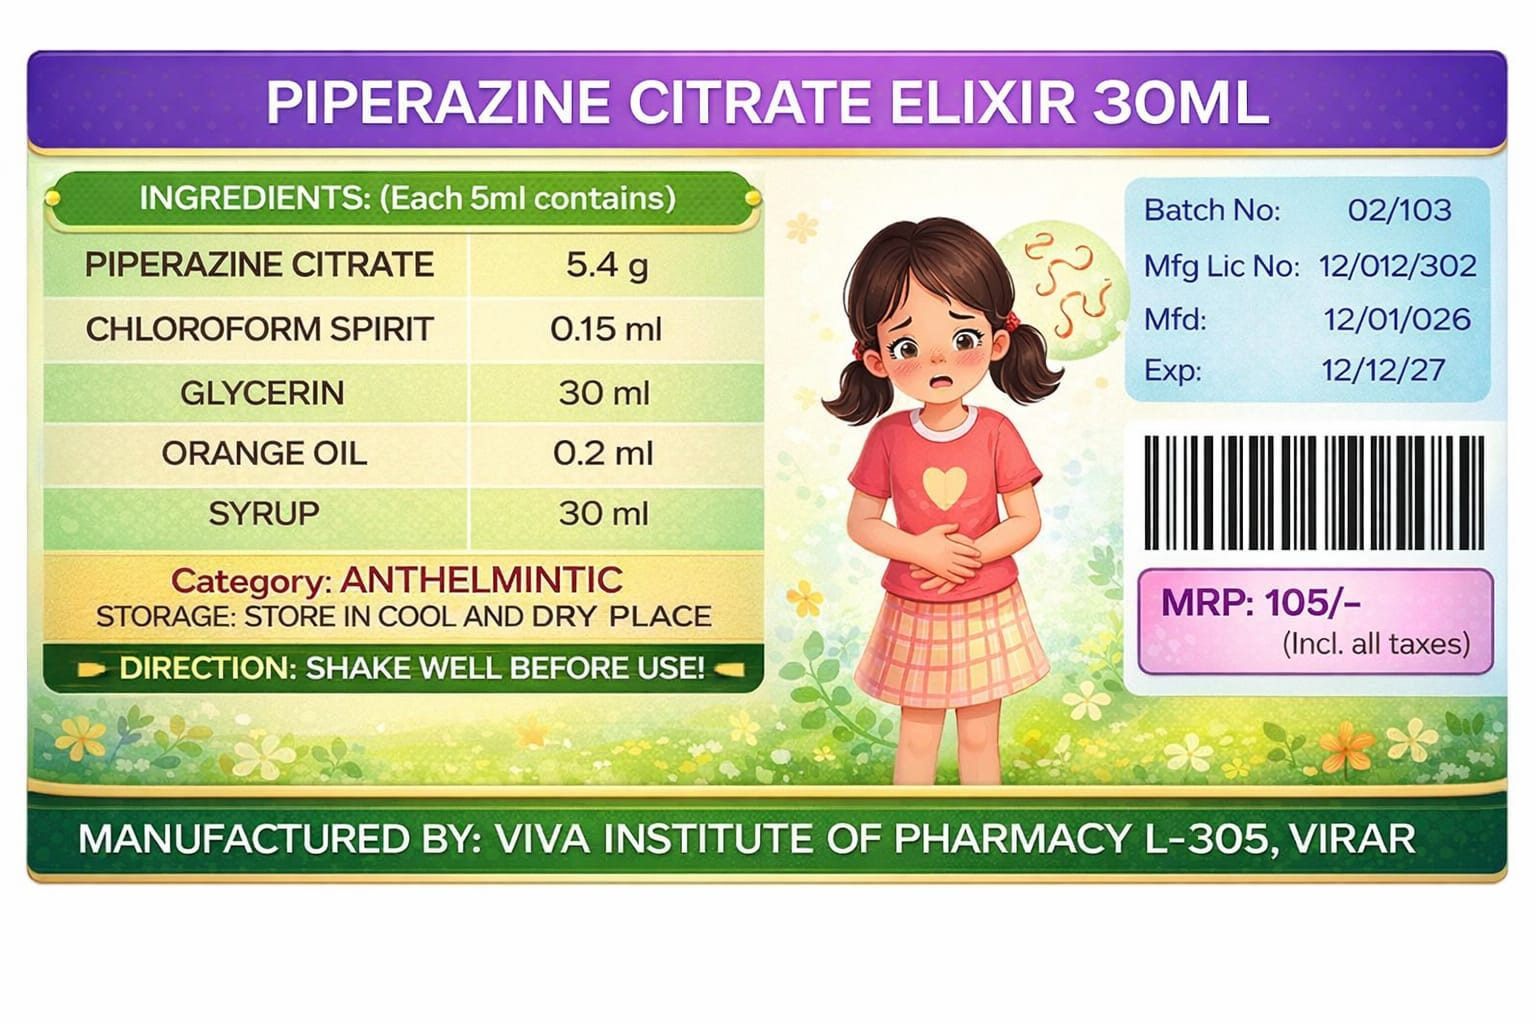 PIPERAZINE CITRATE ELIXIR 30ML
INGREDIENTS: (Each 5ml contains)
PIPERAZINE CITRATE 5.4 g
CHLOROFORM SPIRIT 0.15 ml
GLYCERIN 30 ml
ORANGE OIL 0.2 ml
SYRUP 30 ml
Category: ANTHELMINTIC
STORAGE: STORE IN COOL AND DRY PLACE
DIRECTION: SHAKE WELL BEFORE USE!
Batch No: 02/103
Mfg Lic No: 12/012/302
Mfd: 12/01/026
Exp: 12/12/27
MRP: 105/-
(Incl. all taxes)
MANUFACTURED BY: VIVA INSTITUTE OF PHARMACY L-305, VIRAR